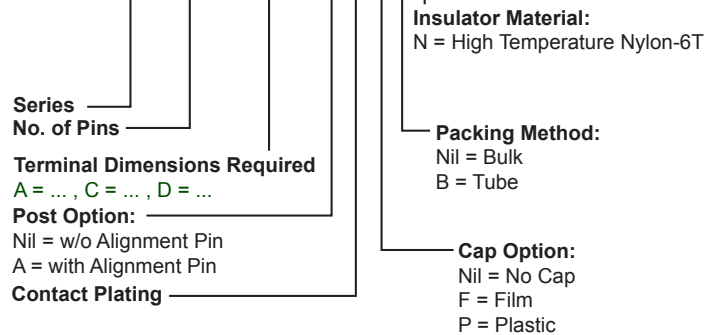 Insulator Material:
N = High Temperature Nylon-6T
Series
No. of Pins
Terminal Dimensions Required
A = ... , C = ... , D = ...
Post Option:
Nil = w/o Alignment Pin
A = with Alignment Pin
Contact Plating
Packing Method:
Nil = Bulk
B = Tube
Cap Option:
Nil = No Cap
F = Film
P = Plastic